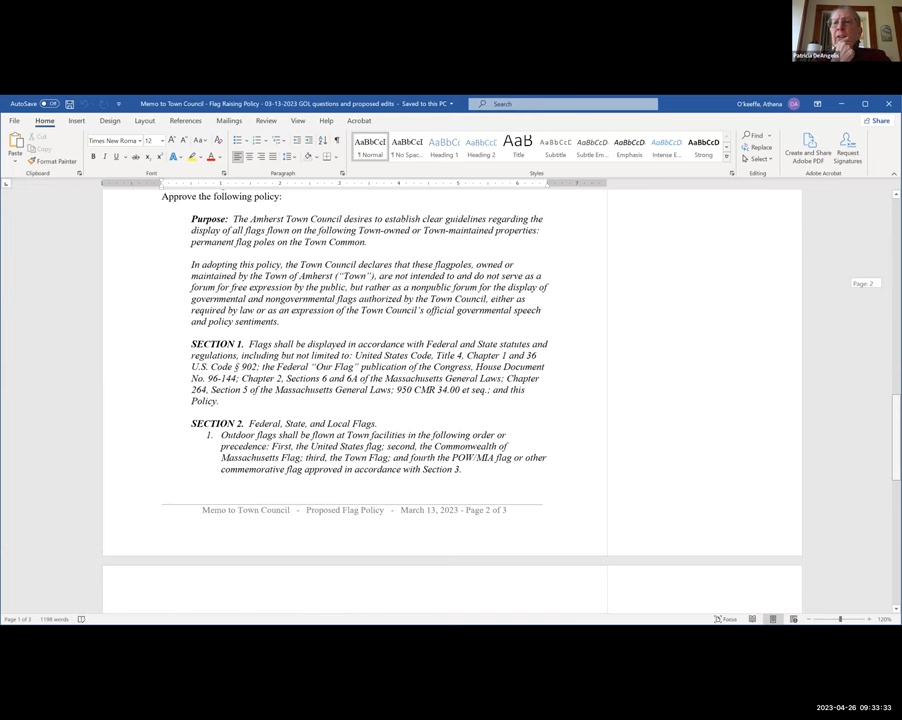 Patricia DeAngelis
AutoSave Off
Memo to Town Council - Flag Raising Policy - 03-13-2023 GOL questions and proposed edits - Saved to this PC
Search
O'keeffe, Athena
OA
File Home Insert Design Layout References Mailings Review View Help Acrobat
Share
Paste
Cut
Copy
Format Painter
Times New Roma 12
AaBbCcI AaBbCcI AaBbC( AaBbCcI AaB AaBbCcD AaBbCcD AaBbCcD AaBbCcD AaBbCcD
¶ Normal ¶ No Spac... Heading 1 Heading 2 Title Subtitle Subtle Em... Emphasis Intense E... Strong
Find
Replace
Select
Create and Share Adobe PDF
Request Signatures
Clipboard Font Paragraph Styles Editing Adobe Acrobat
Approve the following policy:
Purpose: The Amherst Town Council desires to establish clear guidelines regarding the
display of all flags flown on the following Town-owned or Town-maintained properties:
permanent flag poles on the Town Common.
In adopting this policy, the Town Council declares that these flagpoles, owned or
maintained by the Town of Amherst ("Town"), are not intended to and do not serve as a
forum for free expression by the public, but rather as a nonpublic forum for the display of
governmental and nongovernmental flags authorized by the Town Council, either as
required by law or as an expression of the Town Council's official governmental speech
and policy sentiments.
Page: 2
SECTION 1. Flags shall be displayed in accordance with Federal and State statutes and
regulations, including but not limited to: United States Code, Title 4, Chapter 1 and 36
U.S. Code § 902; the Federal "Our Flag" publication of the Congress, House Document
No. 96-144; Chapter 2, Sections 6 and 6A of the Massachusetts General Laws; Chapter
264, Section 5 of the Massachusetts General Laws; 950 CMR 34.00 et seq.; and this
Policy.
SECTION 2. Federal, State, and Local Flags.
1. Outdoor flags shall be flown at Town facilities in the following order or
precedence: First, the United States flag; second, the Commonwealth of
Massachusetts Flag; third, the Town Flag; and fourth the POW/MIA flag or other
commemorative flag approved in accordance with Section 3.
Memo to Town Council - Proposed Flag Policy - March 13, 2023 - Page 2 of 3
Page 1 of 3 1198 words
Focus
120%
2023-04-26 09:33:33